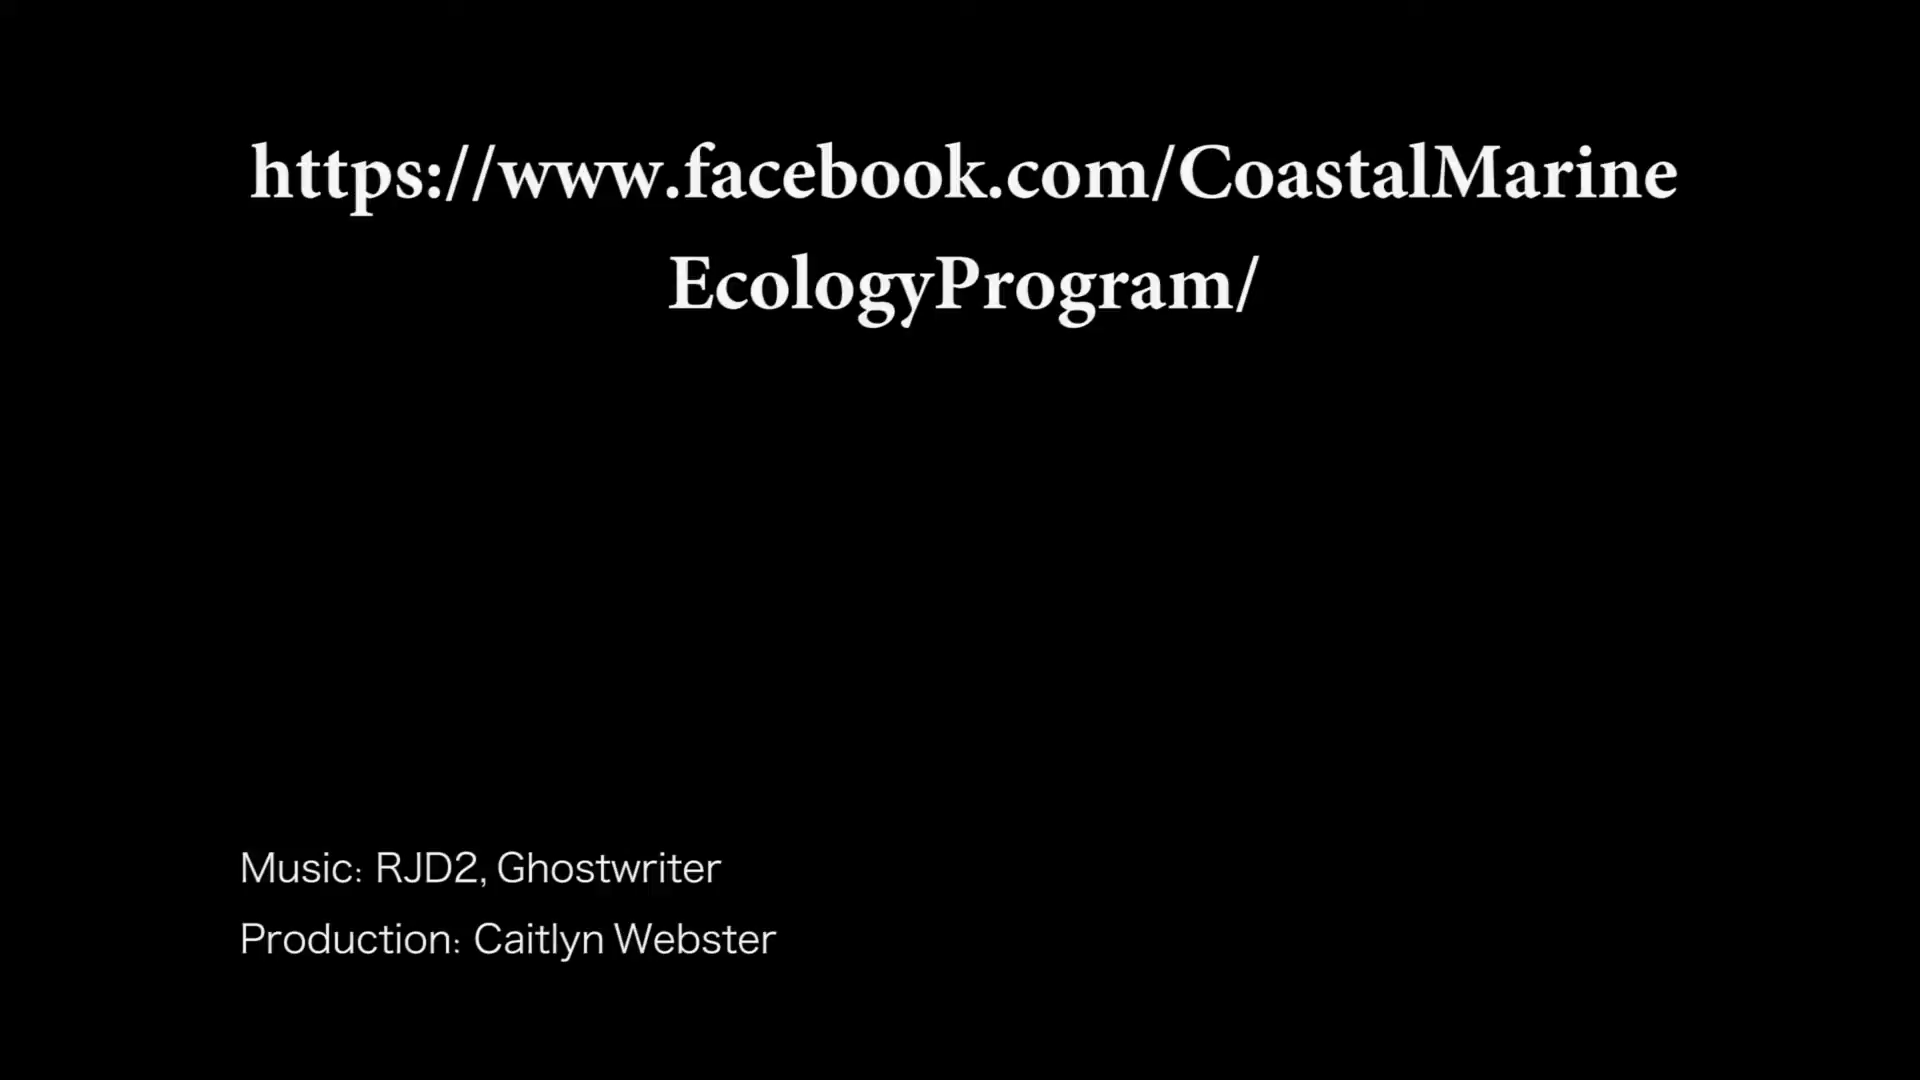 https://www.facebook.com/CoastalMarine
EcologyProgram/
Music: RJD2, Ghostwriter
Production: Caitlyn Webster